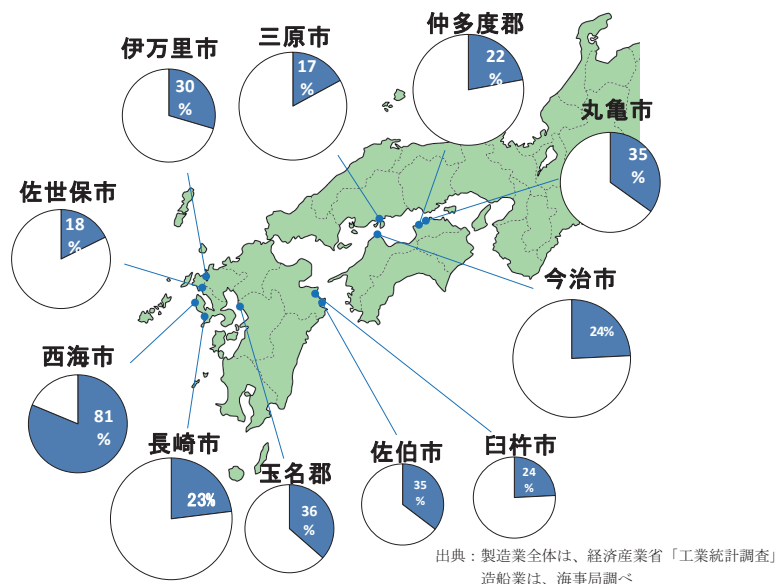 伊万里市
30
%
三原市
17
%
仲多度郡
22
%
丸亀市
35
%
佐世保市
18
%
今治市
24%
西海市
81
%
長崎市
23%
玉名郡
36
%
佐伯市
35
%
臼杵市
24
%
出典：製造業全体は、経済産業省「工業統計調査」
造船業は、海事局調べ